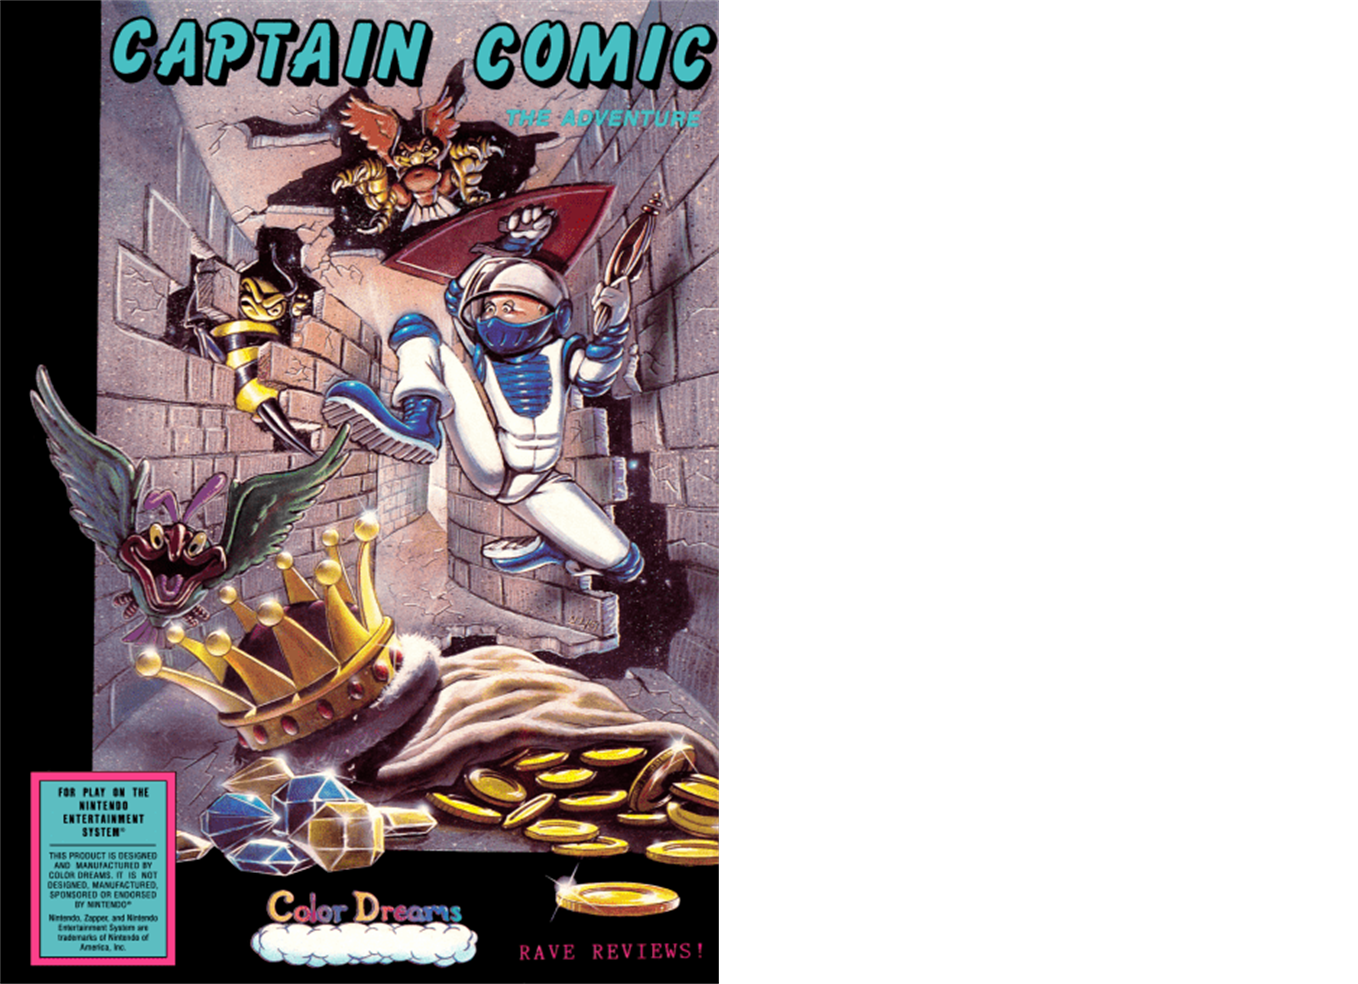 CAPTAIN COMIC
THE ADVENTURE
FOR PLAY ON THE
NINTENDO
ENTERTAINMENT
SYSTEM®
THIS PRODUCT IS DESIGNED
AND MANUFACTURED BY
COLOR DREAMS. IT IS NOT
DESIGNED, MANUFACTURED,
SPONSORED OR ENDORSED
BY NINTENDO®
Nintendo, Zapper, and Nintendo
Entertainment System are
trademarks of Nintendo of
America, Inc.
Color Dreams
RAVE REVIEWS!